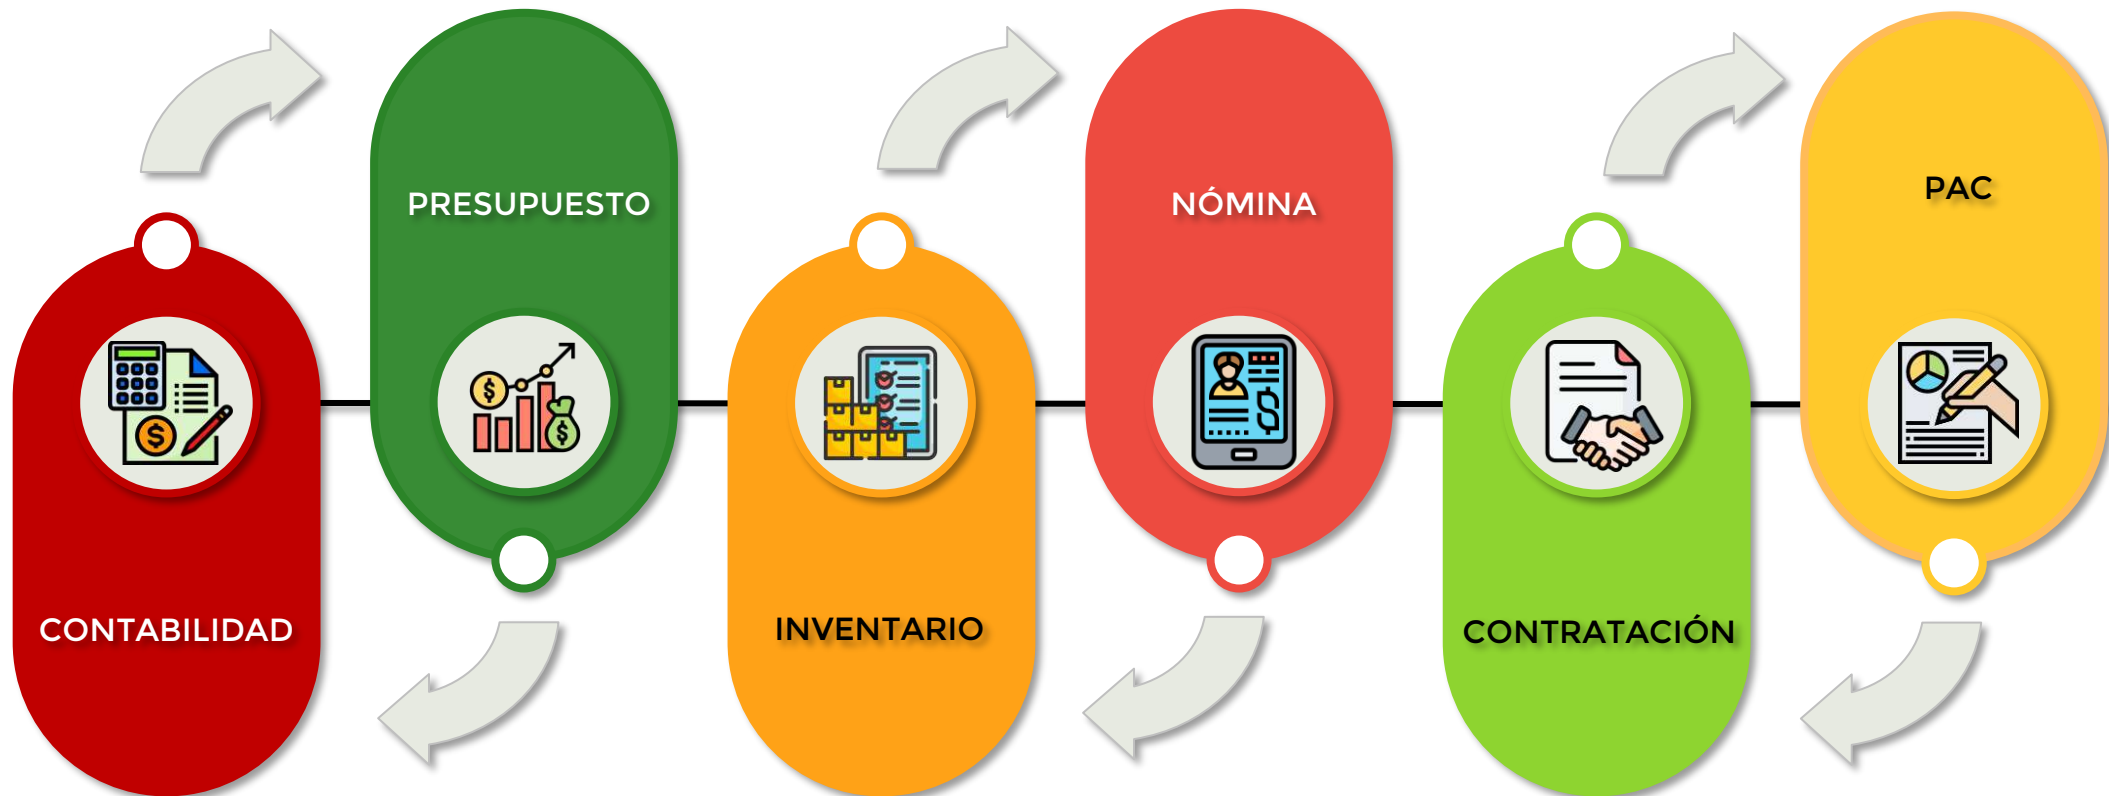 CONTABILIDAD
PRESUPUESTO
INVENTARIO
NÓMINA
CONTRATACIÓN
PAC